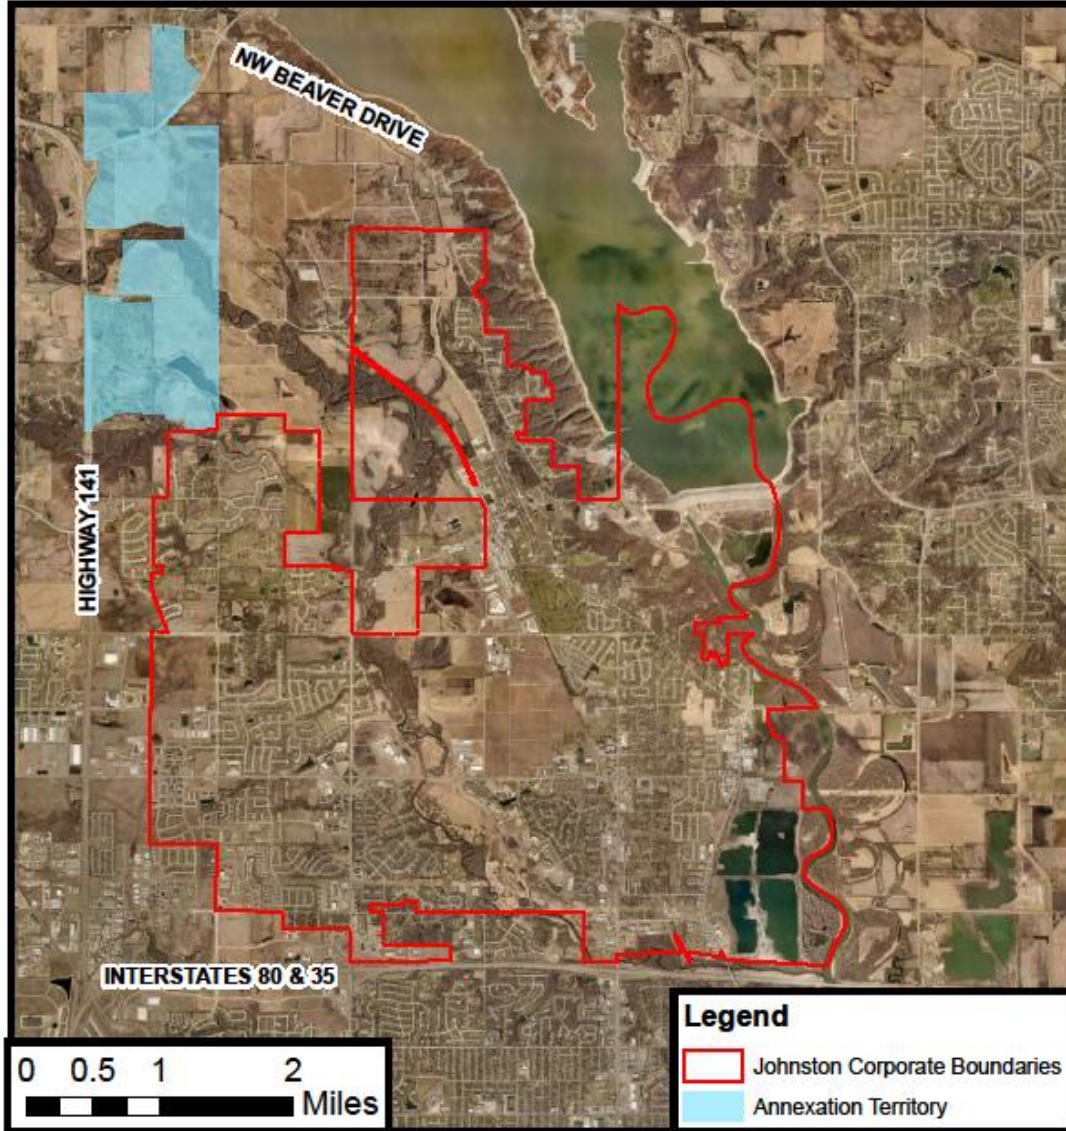 NW BEAVER DRIVE
HIGHWAY 141
INTERSTATES 80 & 35
0 0.5 1 2
Miles
Legend
Johnston Corporate Boundaries
Annexation Territory